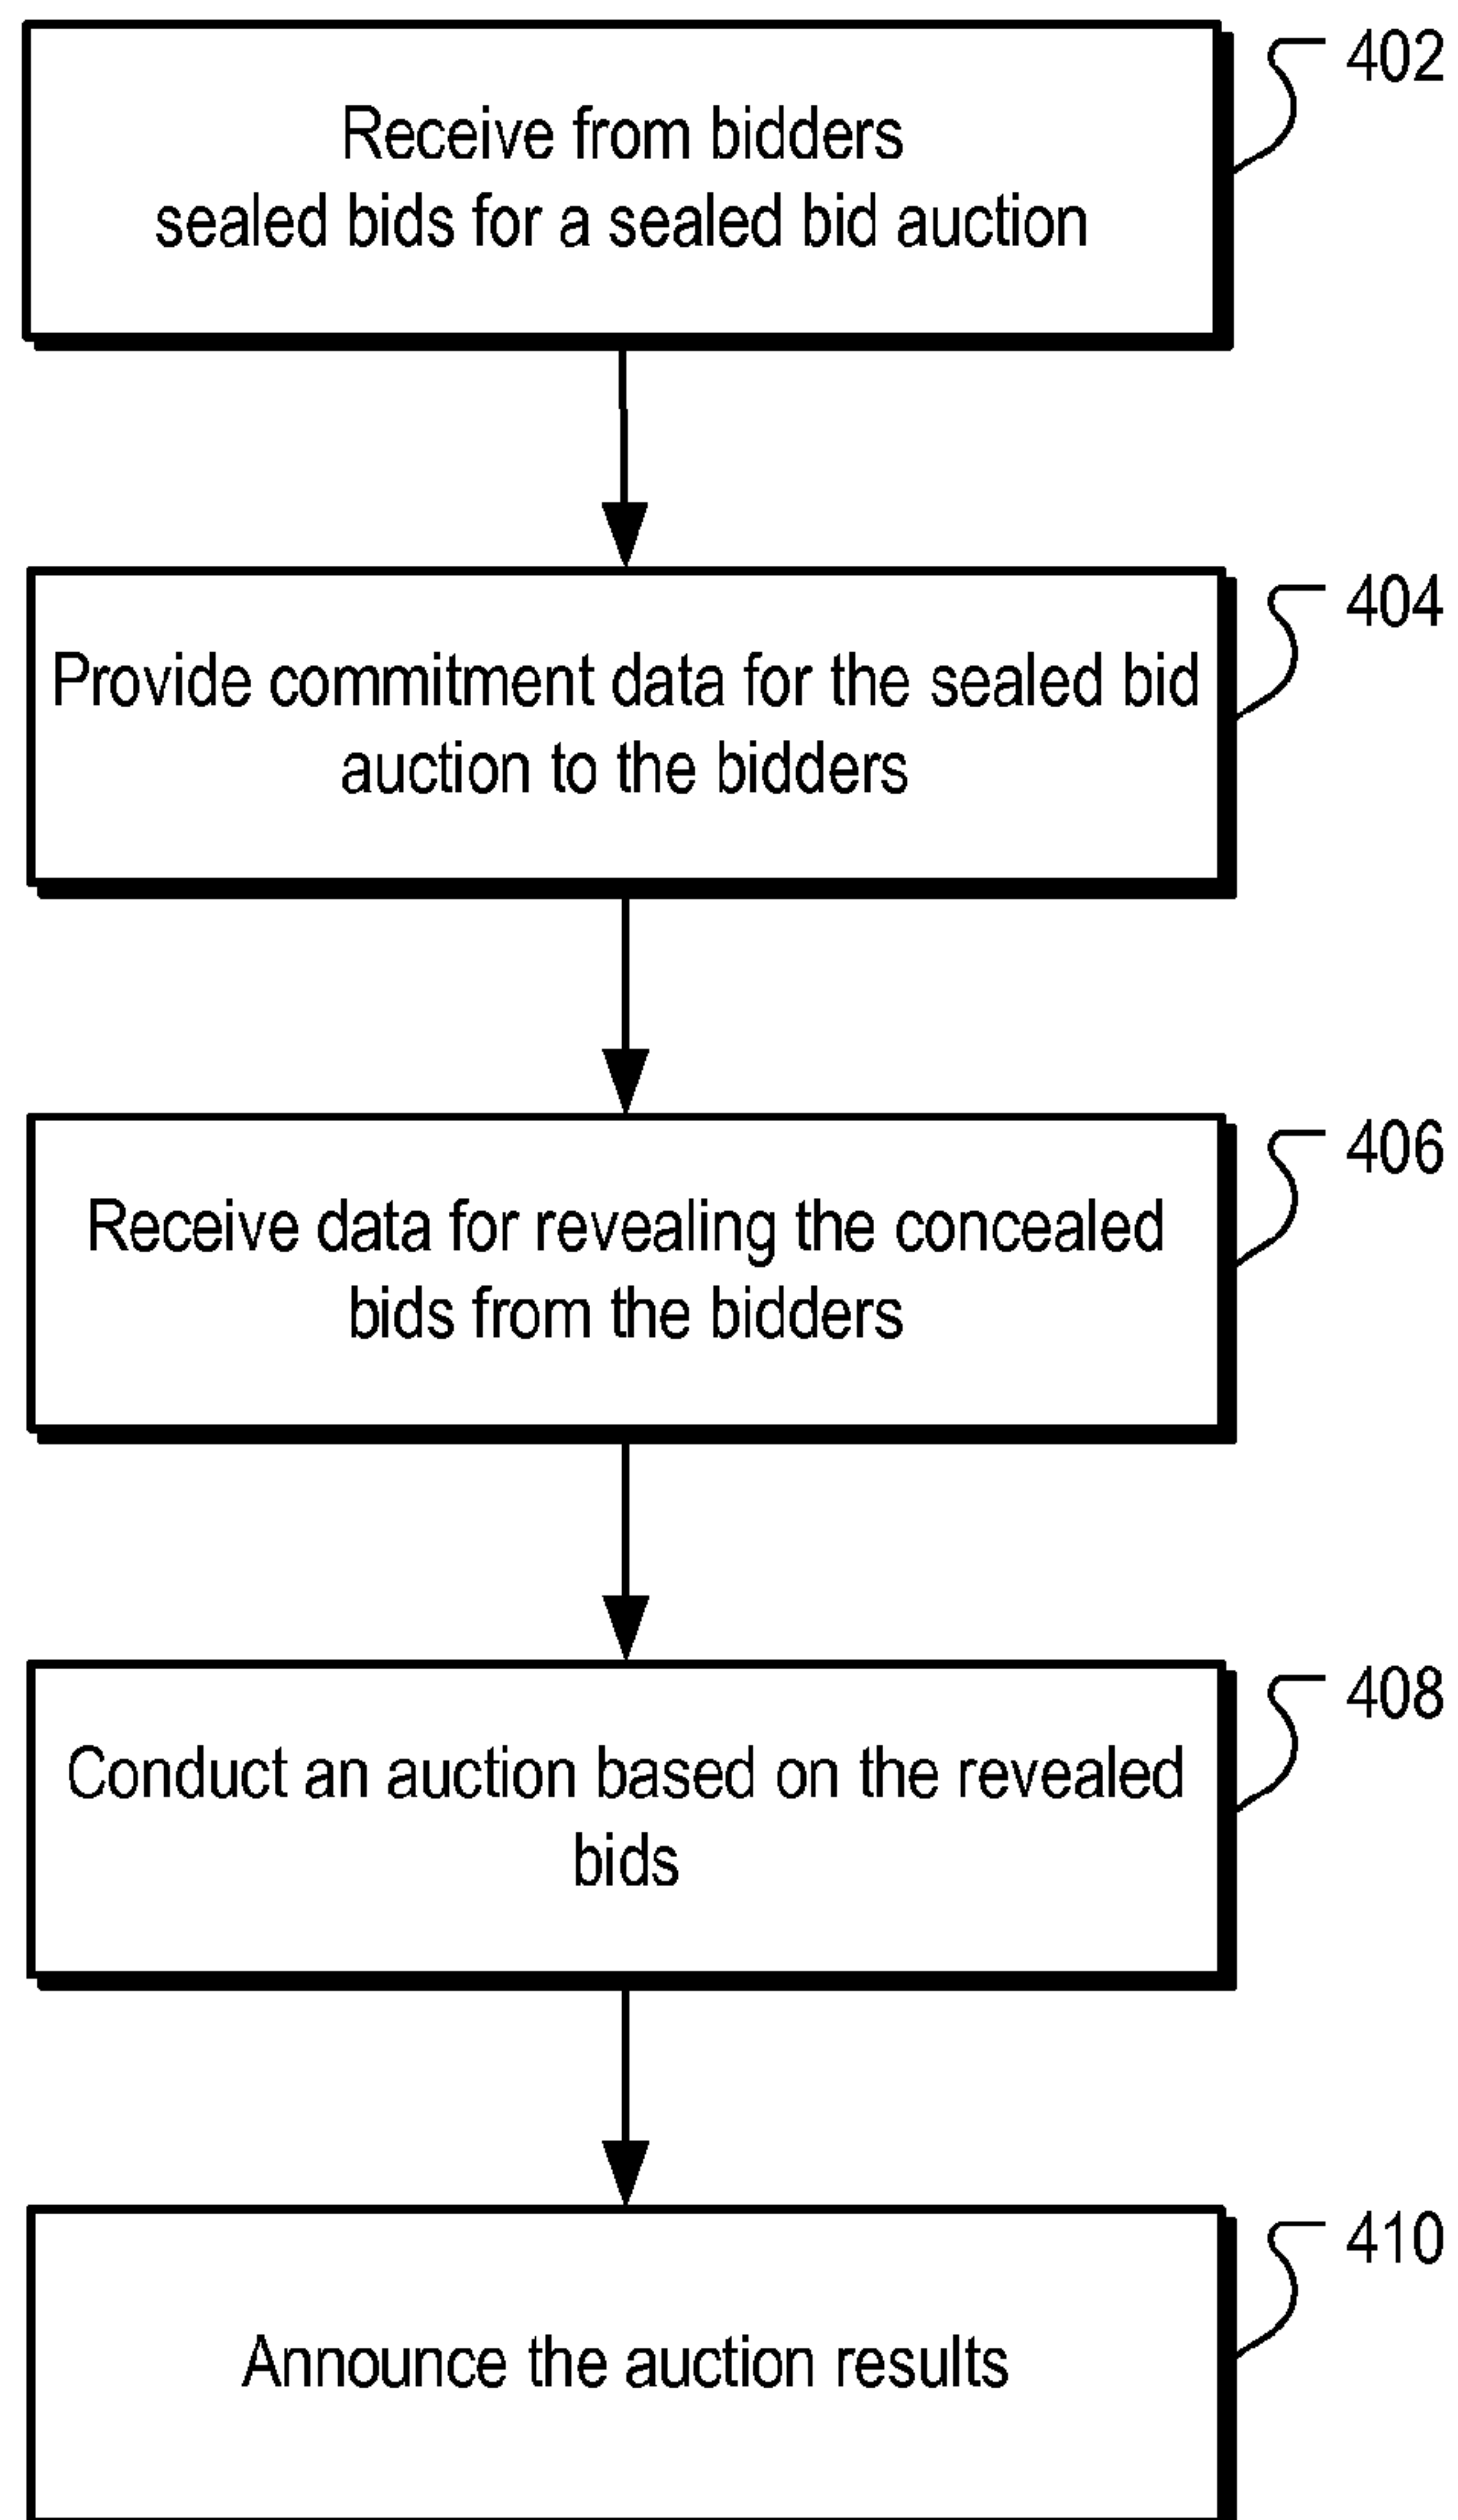 402
Receive from bidders
sealed bids for a sealed bid auction
404
Provide commitment data for the sealed bid
auction to the bidders
406
Receive data for revealing the concealed
bids from the bidders
408
Conduct an auction based on the revealed
bids
410
Announce the auction results